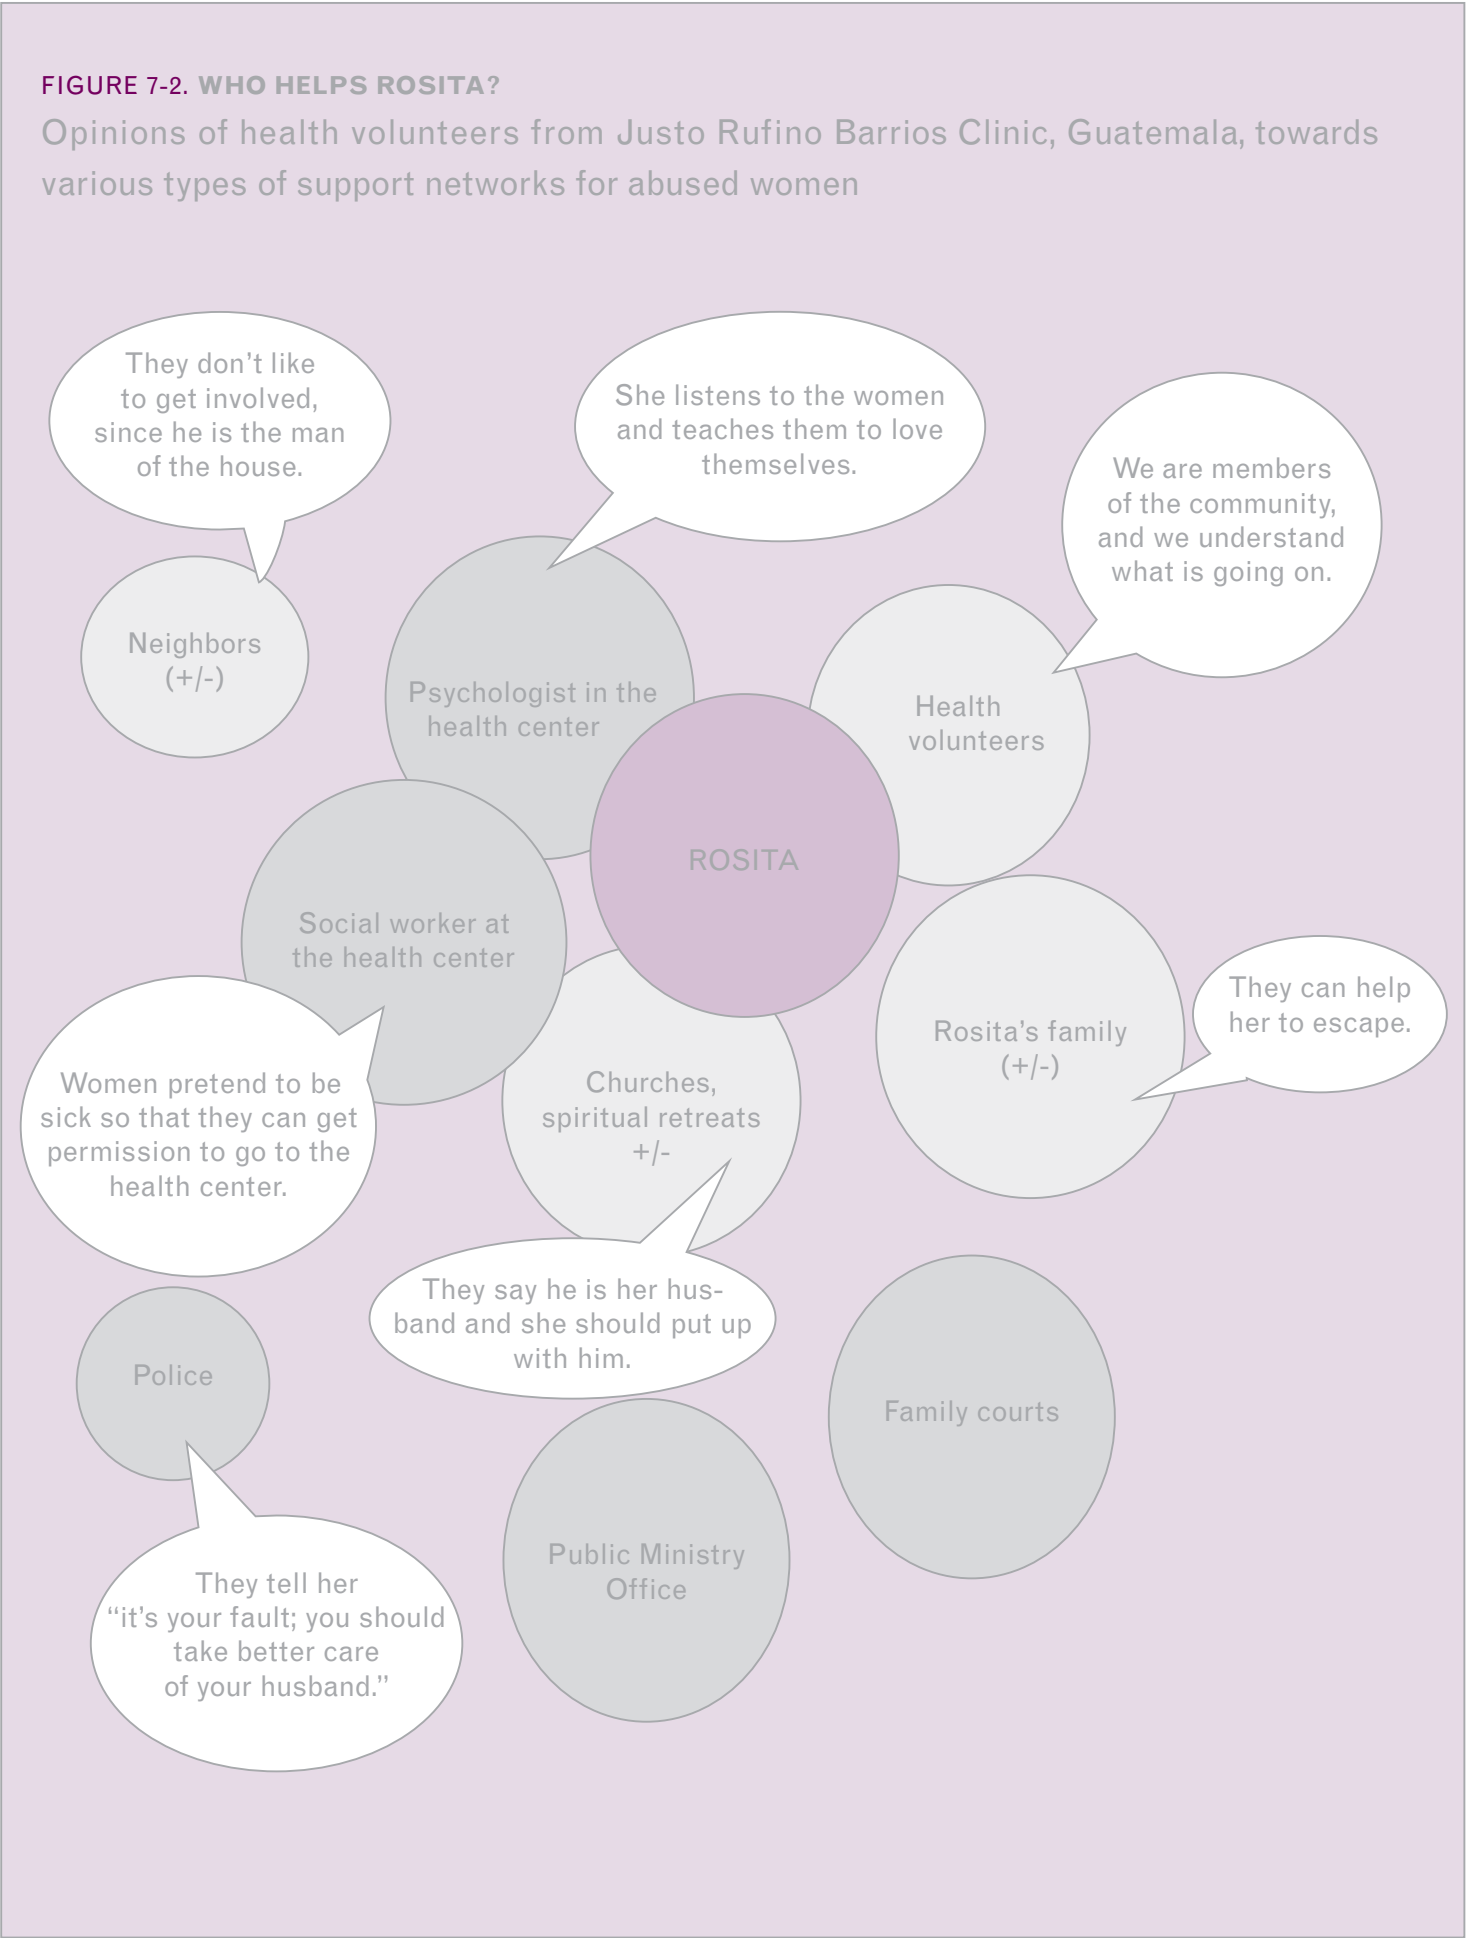 FIGURE 7-2. WHO HELPS ROSITA?
Opinions of health volunteers from Justo Rufino Barrios Clinic, Guatemala, towards
various types of support networks for abused women
They don’t like
to get involved,
since he is the man
of the house.
She listens to the women
and teaches them to love
themselves.
We are members
of the community,
and we understand
what is going on.
Neighbors
(+/-)
Psychologist in the
health center
Health
volunteers
ROSITA
Social worker at
the health center
They can help
her to escape.
Rosita’s family
(+/-)
Women pretend to be
sick so that they can get
permission to go to the
health center.
Churches,
spiritual retreats
+/-
They say he is her hus-
band and she should put up
with him.
Police
Family courts
Public Ministry
Office
They tell her
“it’s your fault; you should
take better care
of your husband.”